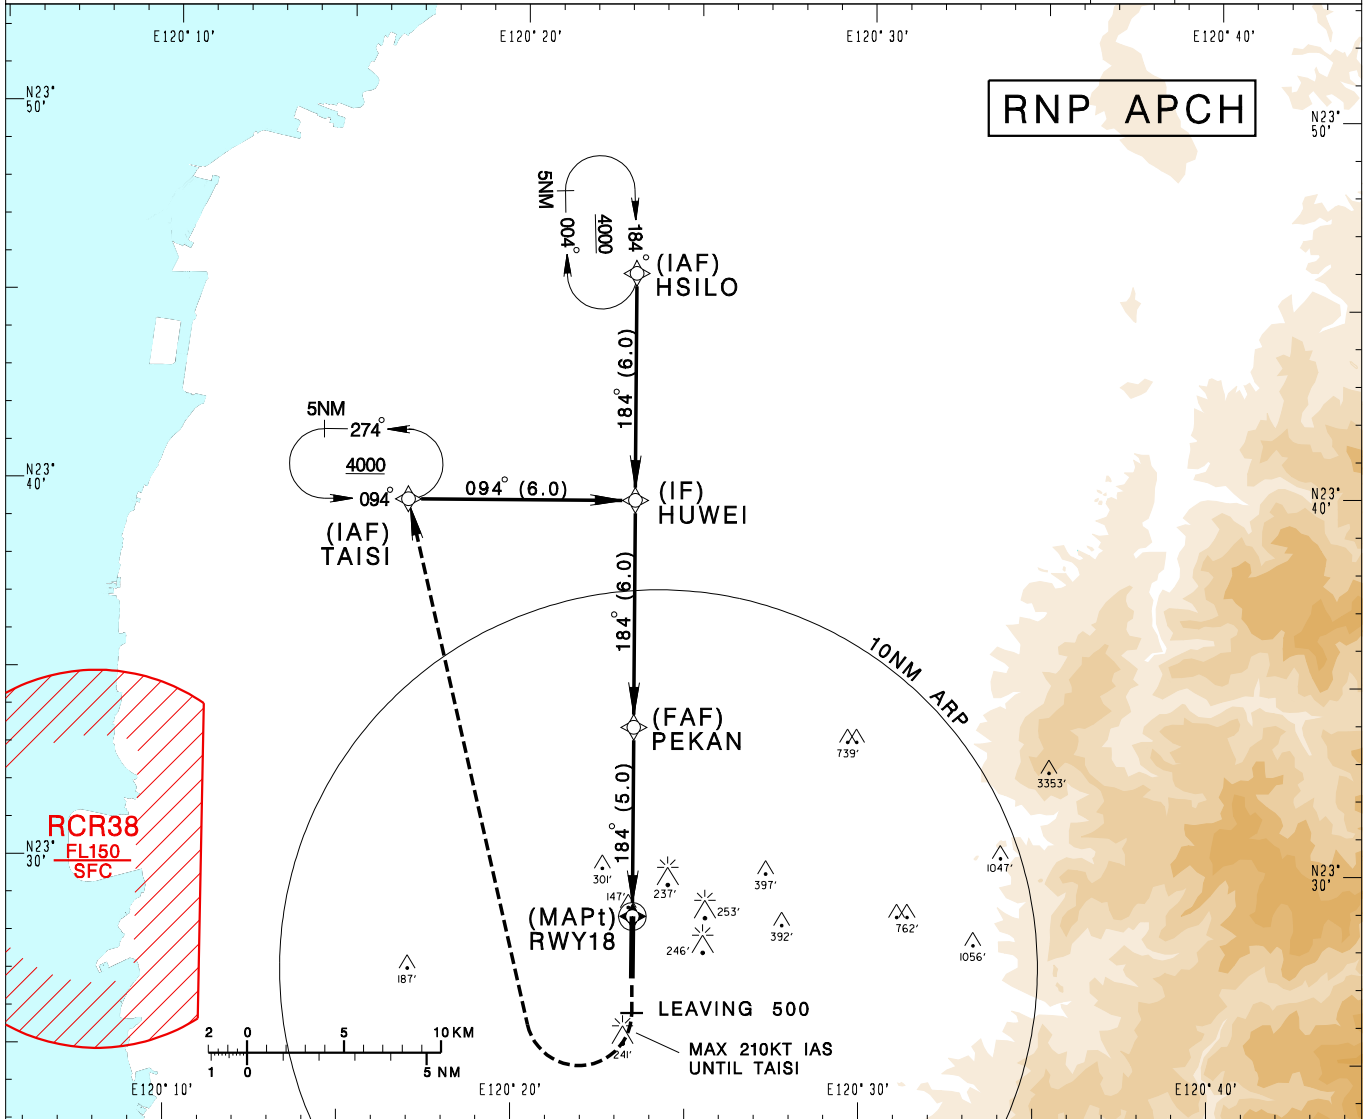 E120° 10'
E120° 20'
E120° 30'
E120° 40'
N23°
50'
RNP APCH
N23°
50'
5NM
004°
4000
184°
(IAF)
HSILO
184° (6.0)
5NM
274°
4000
094°
(IAF)
TAISI
094° (6.0)
(IF)
HUWEI
N23°
40'
N23°
40'
184° (6.0)
10NM ARP
(FAF)
PEKAN
739'
3353'
184° (5.0)
RCR38
FL150
SFC
N23°
30'
N23°
30'
301'
147'
237'
397'
1047'
253'
246'
392'
762'
1056'
(MAPt)
RWY18
187'
LEAVING 500
241'
MAX 210KT IAS
UNTIL TAISI
2 0 5 10 KM
1 0 5 NM
E120° 10'
E120° 20'
E120° 30'
E120° 40'